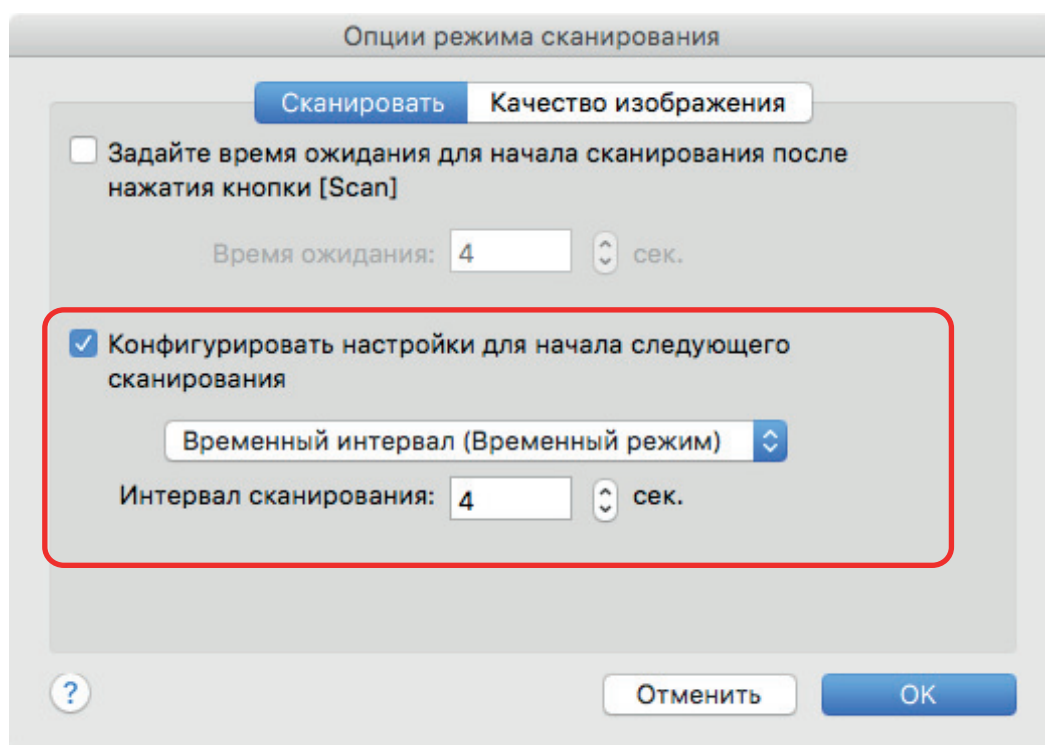 Опции режима сканирования
Сканировать Качество изображения
Задайте время ожидания для начала сканирования после
нажатия кнопки [Scan]
Время ожидания: 4 сек.
Конфигурировать настройки для начала следующего
сканирования
Временный интервал (Временный режим)
Интервал сканирования: 4 сек.
? Отменить OK